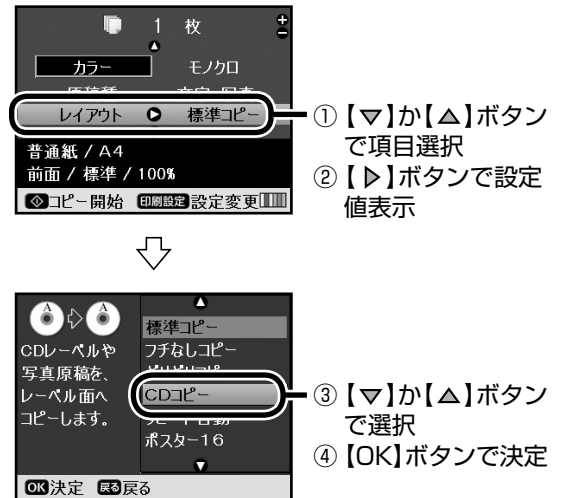 1 枚
カラー モノクロ
レイアウト 標準コピー
普通紙 / A4
前面 / 標準 / 100%
コピー開始 印刷設定 設定変更
① 【▽】か【△】ボタン
で項目選択
② 【▷】ボタンで設定
値表示
A A
CDレーベルや
写真原稿を、
レーベル面へ
コピーします。
標準コピー
フチなしコピー
CDコピー
ポスター16
OK 決定 戻る 戻る
③ 【▽】か【△】ボタン
で選択
④ 【OK】ボタンで決定